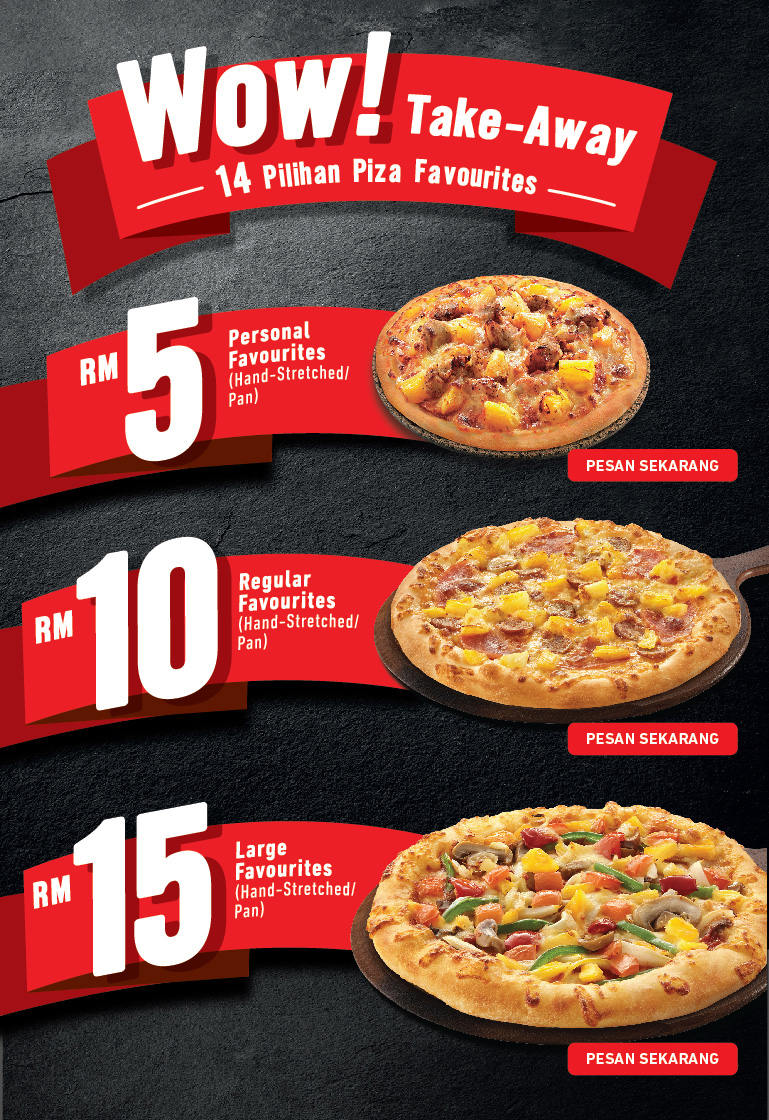 Wow! Take-Away
14 Pilihan Piza Favourites
RM 5
Personal
Favourites
(Hand-Stretched/
Pan)
PESAN SEKARANG
RM 10
Regular
Favourites
(Hand-Stretched/
Pan)
PESAN SEKARANG
RM 15
Large
Favourites
(Hand-Stretched/
Pan)
PESAN SEKARANG